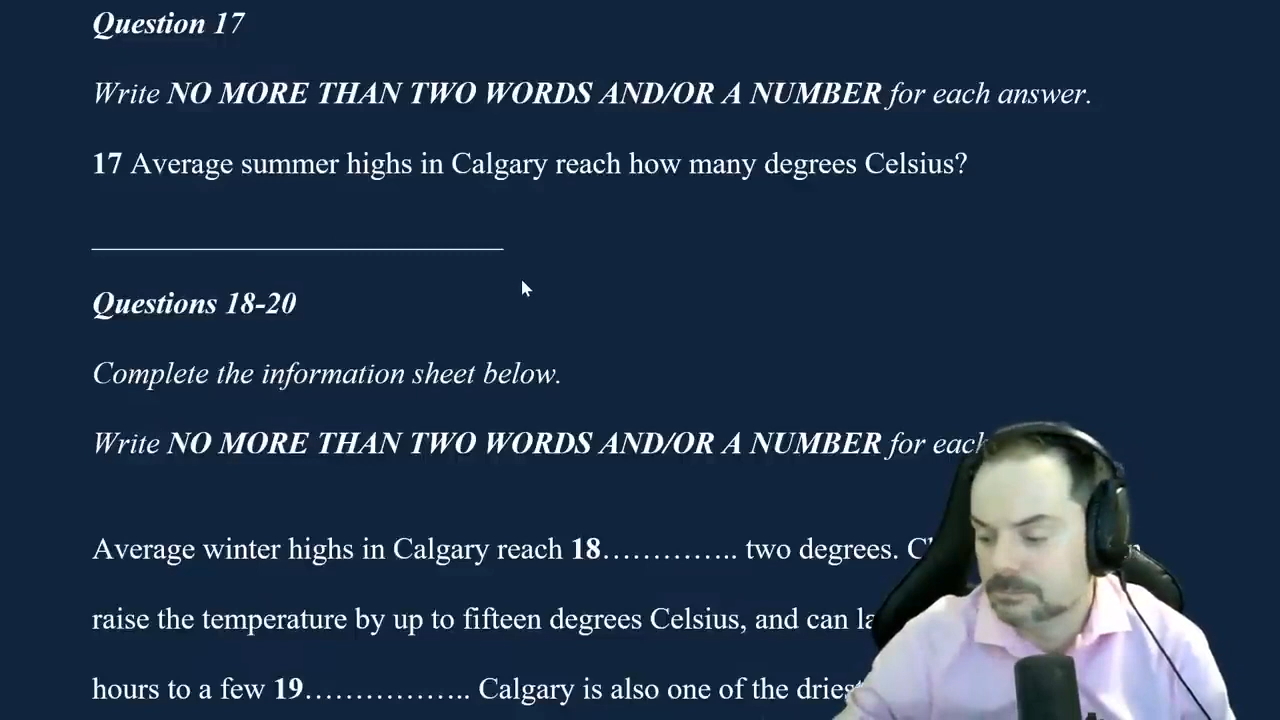 Question 17
Write NO MORE THAN TWO WORDS AND/OR A NUMBER for each answer.
17 Average summer highs in Calgary reach how many degrees Celsius?
Questions 18-20
Complete the information sheet below.
Write NO MORE THAN TWO WORDS AND/OR A NUMBER for each
Average winter highs in Calgary reach 18………….. two degrees.
raise the temperature by up to fifteen degrees Celsius, and can
hours to a few 19…………….. Calgary is also one of the